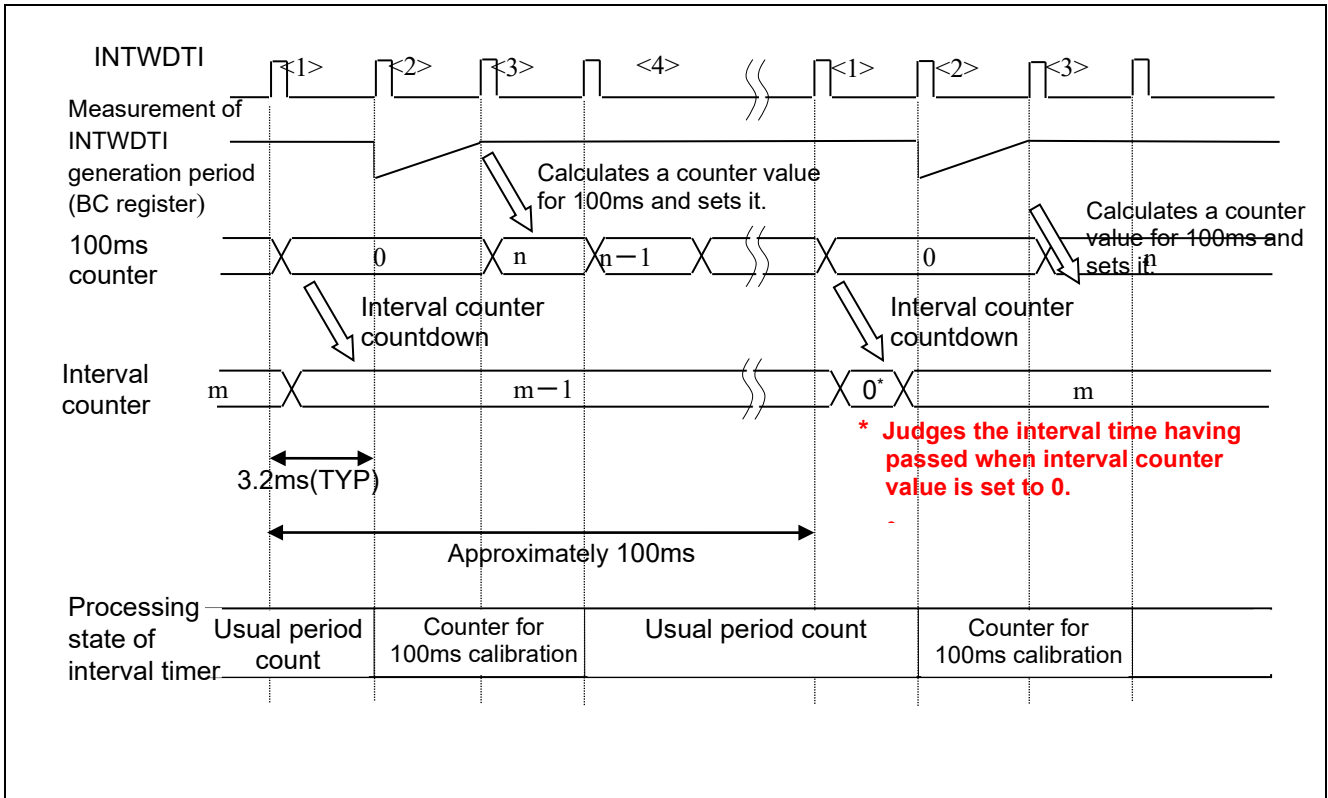 INTWDTI
<1>
<2>
<3>
<4>
<1>
<2>
<3>
Measurement of
INTWDTI
generation period
(BC register)
Calculates a counter value
for 100ms and sets it.
Calculates a counter
value for 100ms and
sets it.
100ms
counter
0
n
n－1
0
n
Interval counter
countdown
Interval counter
countdown
Interval
counter
m
m－1
0*
m
* Judges the interval time having
passed when interval counter
value is set to 0.
3.2ms(TYP)
Approximately 100ms
Processing
state of
interval timer
Usual period
count
Counter for
100ms calibration
Usual period count
Counter for
100ms calibration